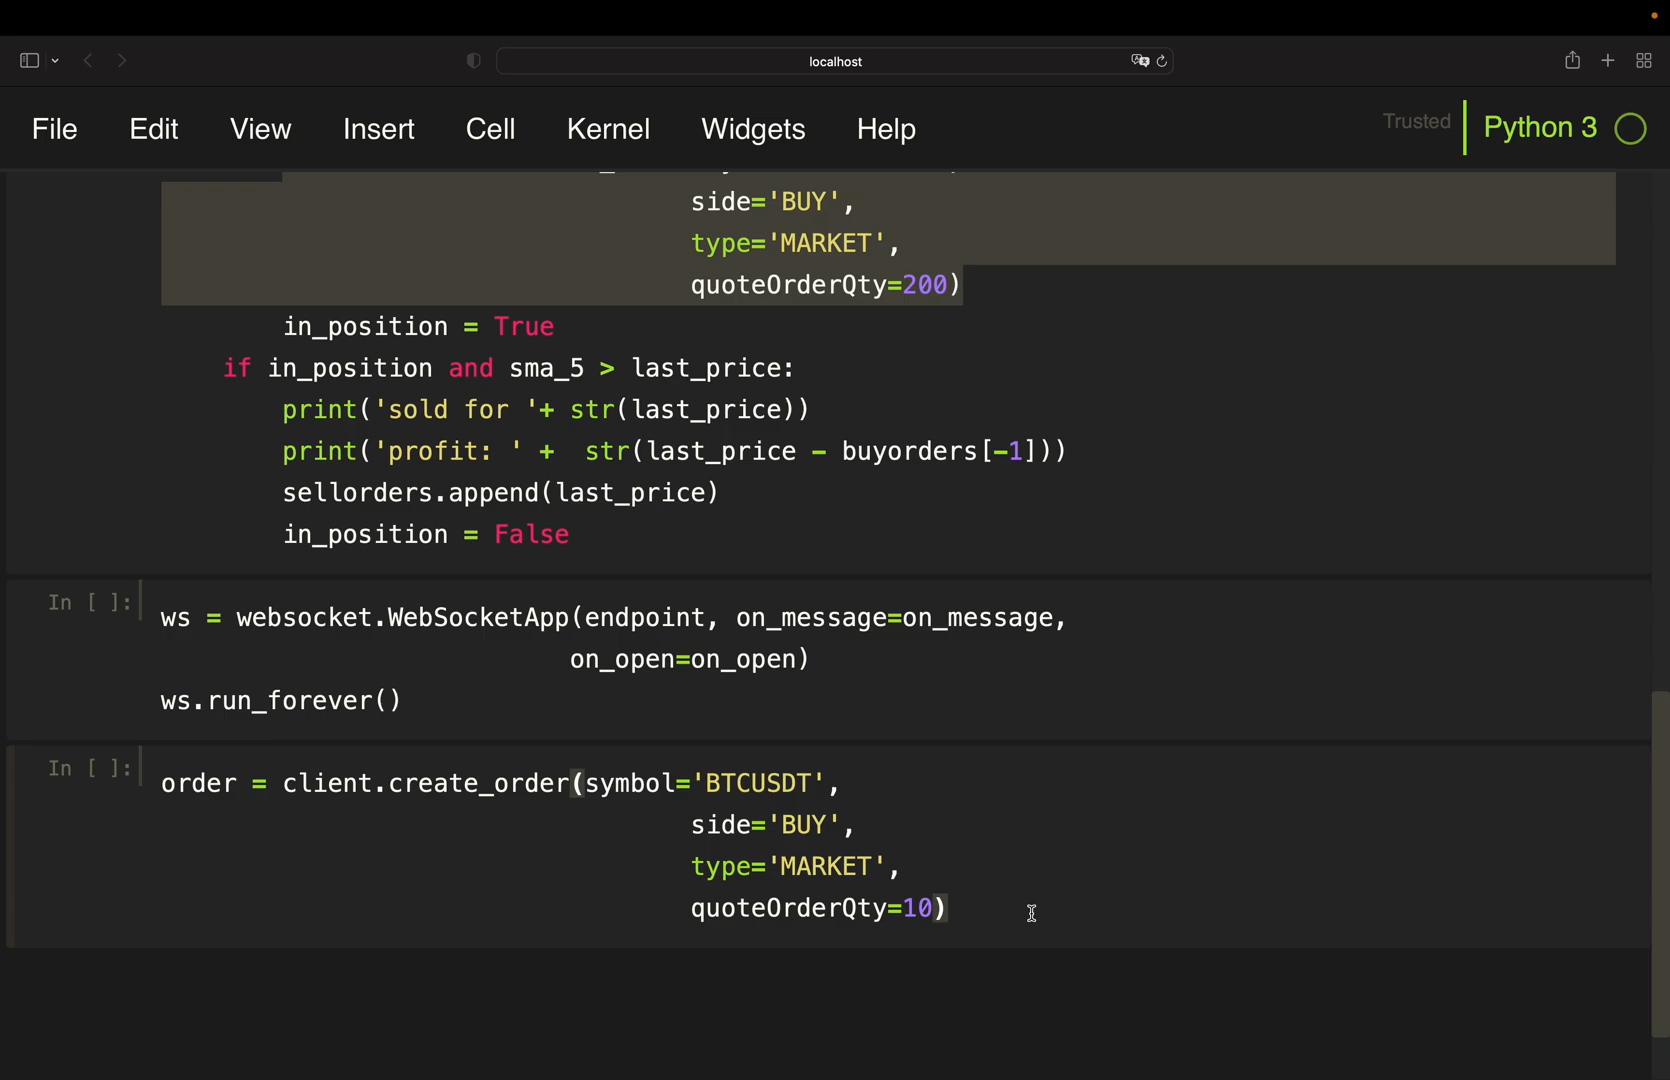 localhost
File Edit View Insert Cell Kernel Widgets Help Trusted Python 3
side='BUY',
type='MARKET',
quoteOrderQty=200)
in_position = True
if in_position and sma_5 > last_price:
print('sold for '+ str(last_price))
print('profit: ' +  str(last_price - buyorders[-1]))
sellorders.append(last_price)
in_position = False
In [ ]:
ws = websocket.WebSocketApp(endpoint, on_message=on_message,
on_open=on_open)
ws.run_forever()
In [ ]:
order = client.create_order(symbol='BTCUSDT',
side='BUY',
type='MARKET',
quoteOrderQty=10)